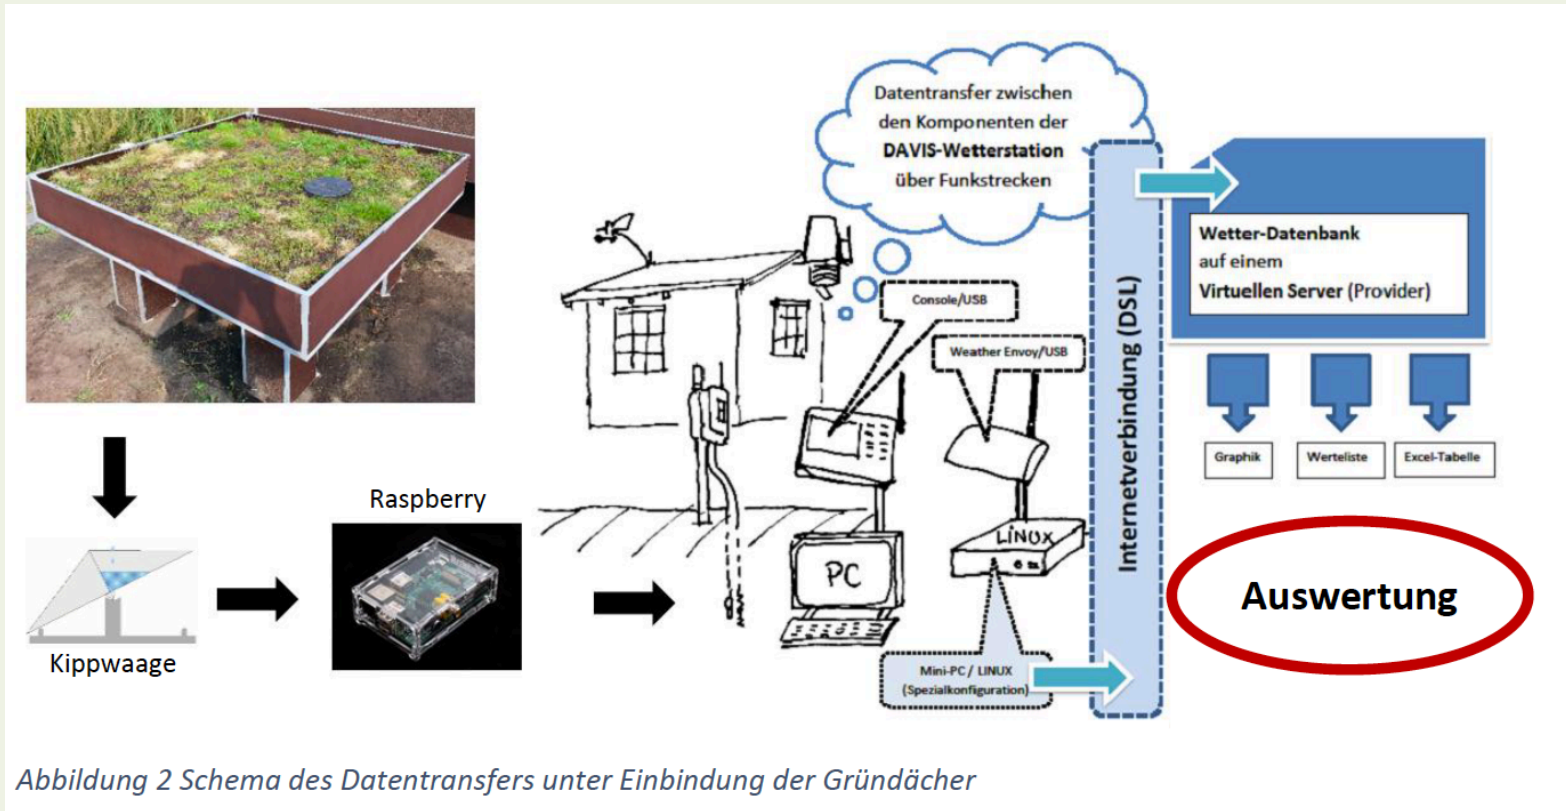 Datentransfer zwischen
den Komponenten der
DAVIS-Wetterstation
über Funkstrecken
Wetter-Datenbank
auf einem
Virtuellen Server (Provider)
Console/USB
Weather Envoy/USB
Internetverbindung (DSL)
Graphik
Werteliste
Excel-Tabelle
Raspberry
LINUX
PC
Auswertung
Kippwaage
Mini-PC / LINUX
(Spezialkonfiguration)
Abbildung 2 Schema des Datentransfers unter Einbindung der Gründächer